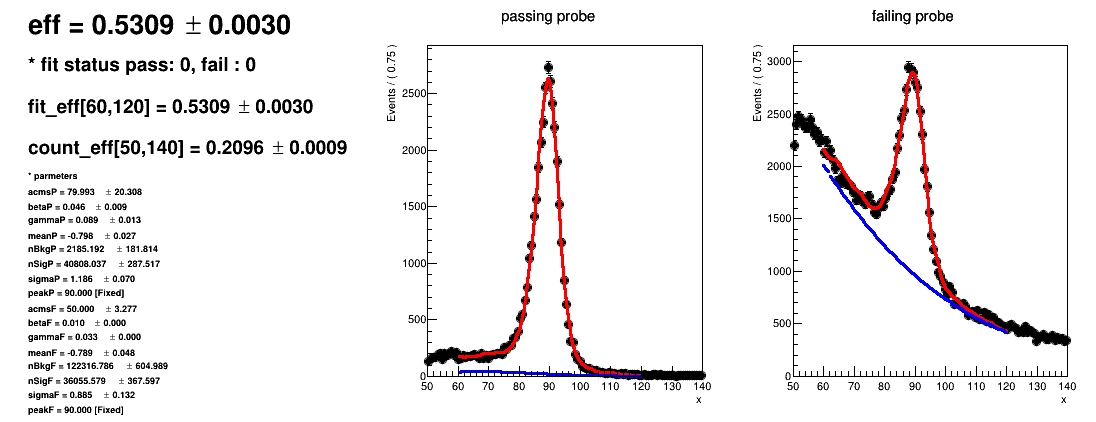 eff = 0.5309 ± 0.0030
* fit status pass: 0, fail : 0
fit_eff[60,120] = 0.5309 ± 0.0030
count_eff[50,140] = 0.2096 ± 0.0009
* parmeters
acmsP = 79.993 ± 20.308
betaP = 0.046 ± 0.009
gammaP = 0.089 ± 0.013
meanP = -0.798 ± 0.027
nBkgP = 2185.192 ± 181.814
nSigP = 40808.037 ± 287.517
sigmaP = 1.186 ± 0.070
peakP = 90.000 [Fixed]
acmsF = 50.000 ± 3.277
betaF = 0.010 ± 0.000
gammaF = 0.033 ± 0.000
meanF = -0.789 ± 0.048
nBkgF = 122316.786 ± 604.989
nSigF = 36055.579 ± 367.597
sigmaF = 0.885 ± 0.132
peakF = 90.000 [Fixed]
passing probe
Events / ( 0.75 )
2500
2000
1500
1000
500
0
50 60 70 80 90 100 110 120 130 140
x
failing probe
Events / ( 0.75 )
3000
2500
2000
1500
1000
500
0
50 60 70 80 90 100 110 120 130 140
x